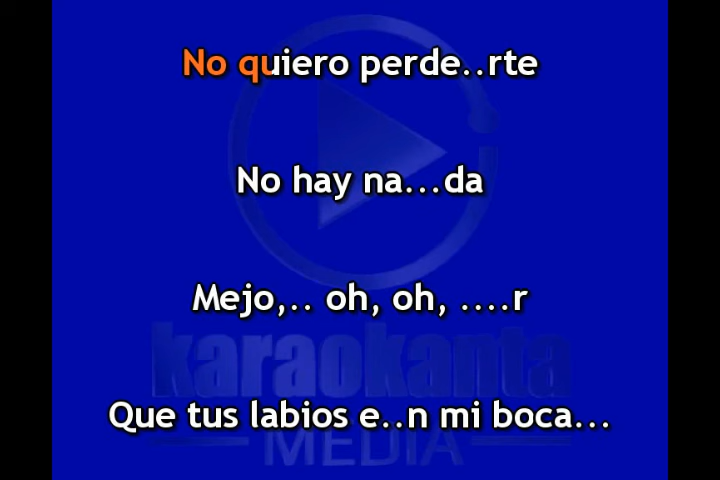 No quiero perde..rte
No hay na...da
Mejo,.. oh, oh, ....r
karaokanta
Que tus labios e..n mi boca...
MEDIA